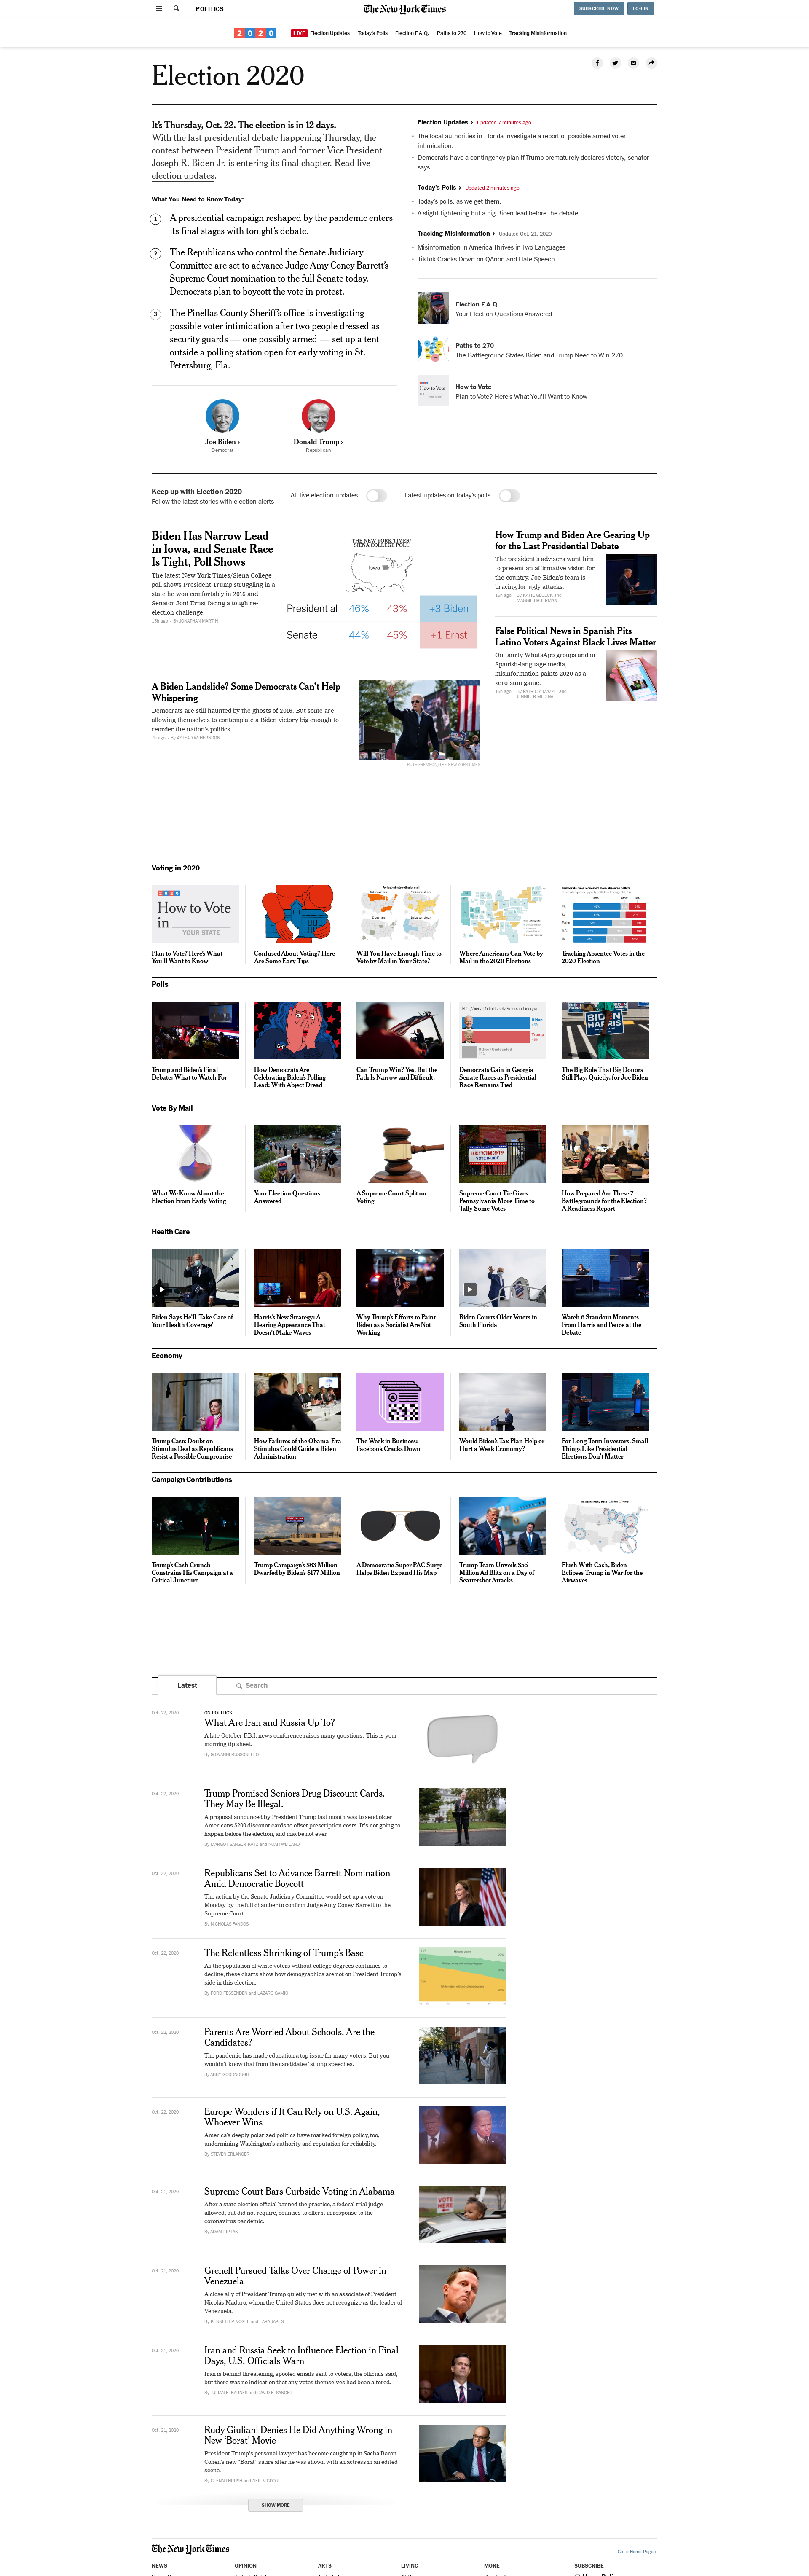 POLITICS
The New York Times
SUBSCRIBE NOW
LOG IN
2020
LIVE Election Updates
Today's Polls
Election F.A.Q.
Paths to 270
How to Vote
Tracking Misinformation
Election 2020
It's Thursday, Oct. 22. The election is in 12 days.
With the last presidential debate happening Thursday, the
contest between President Trump and former Vice President
Joseph R. Biden Jr. is entering its final chapter. Read live
election updates.
What You Need to Know Today:
1
A presidential campaign reshaped by the pandemic enters
its final stages with tonight's debate.
2
The Republicans who control the Senate Judiciary
Committee are set to advance Judge Amy Coney Barrett's
Supreme Court nomination to the full Senate today.
Democrats plan to boycott the vote in protest.
3
The Pinellas County Sheriff's office is investigating
possible voter intimidation after two people dressed as
security guards — one possibly armed — set up a tent
outside a polling station open for early voting in St.
Petersburg, Fla.
Joe Biden ›
Democrat
Donald Trump ›
Republican
Election Updates › Updated 7 minutes ago
• The local authorities in Florida investigate a report of possible armed voter
intimidation.
• Democrats have a contingency plan if Trump prematurely declares victory, senator
says.
Today's Polls › Updated 2 minutes ago
• Today's polls, as we get them.
• A slight tightening but a big Biden lead before the debate.
Tracking Misinformation › Updated Oct. 21, 2020
• Misinformation in America Thrives in Two Languages
• TikTok Cracks Down on QAnon and Hate Speech
Election F.A.Q.
Your Election Questions Answered
Paths to 270
The Battleground States Biden and Trump Need to Win 270
How to Vote
in
How to Vote
Plan to Vote? Here's What You'll Want to Know
Keep up with Election 2020
Follow the latest stories with election alerts
All live election updates
Latest updates on today's polls
Biden Has Narrow Lead
in Iowa, and Senate Race
Is Tight, Poll Shows
The latest New York Times/Siena College
poll shows President Trump struggling in a
state he won comfortably in 2016 and
Senator Joni Ernst facing a tough re-
election challenge.
15h ago • By JONATHAN MARTIN
THE NEW YORK TIMES/
SIENA COLLEGE POLL
Iowa
Presidential 46% 43% +3 Biden
Senate 44% 45% +1 Ernst
A Biden Landslide? Some Democrats Can't Help
Whispering
Democrats are still haunted by the ghosts of 2016. But some are
allowing themselves to contemplate a Biden victory big enough to
reorder the nation's politics.
7h ago • By ASTEAD W. HERNDON
How Trump and Biden Are Gearing Up
for the Last Presidential Debate
The president's advisers want him
to present an affirmative vision for
the country. Joe Biden's team is
bracing for ugly attacks.
18h ago • By KATIE GLUECK and
MAGGIE HABERMAN
False Political News in Spanish Pits
Latino Voters Against Black Lives Matter
On family WhatsApp groups and in
Spanish-language media,
misinformation paints 2020 as a
zero-sum game.
18h ago • By PATRICIA MAZZEI and
JENNIFER MEDINA
Voting in 2020
2020
How to Vote
in
YOUR STATE
Plan to Vote? Here's What
You'll Want to Know
Confused About Voting? Here
Are Some Easy Tips
Will You Have Enough Time to
Vote by Mail in Your State?
Where Americans Can Vote by
Mail in the 2020 Elections
Tracking Absentee Votes in the
2020 Election
Polls
Trump and Biden's Final
Debate: What to Watch For
How Democrats Are
Celebrating Biden's Polling
Lead: With Abject Dread
Can Trump Win? Yes. But the
Path Is Narrow and Difficult.
Democrats Gain in Georgia
Senate Races as Presidential
Race Remains Tied
BIDEN
HARRIS
The Big Role That Big Donors
Still Play, Quietly, for Joe Biden
Vote By Mail
What We Know About the
Election From Early Voting
Your Election Questions
Answered
A Supreme Court Split on
Voting
Supreme Court Tie Gives
Pennsylvania More Time to
Tally Some Votes
How Prepared Are These 7
Battlegrounds for the Election?
A Readiness Report
Health Care
Biden Says He'll 'Take Care of
Your Health Coverage'
Harris's New Strategy: A
Hearing Appearance That
Doesn't Make Waves
Why Trump's Efforts to Paint
Biden as a Socialist Are Not
Working
Biden Courts Older Voters in
South Florida
Watch 6 Standout Moments
From Harris and Pence at the
Debate
Economy
Trump Casts Doubt on
Stimulus Deal as Republicans
Resist a Possible Compromise
How Failures of the Obama-Era
Stimulus Could Guide a Biden
Administration
The Week in Business:
Facebook Cracks Down
Would Biden's Tax Plan Help or
Hurt a Weak Economy?
For Long-Term Investors, Small
Things Like Presidential
Elections Don't Matter
Campaign Contributions
Trump's Cash Crunch
Constrains His Campaign at a
Critical Juncture
Trump Campaign's $63 Million
Dwarfed by Biden's $177 Million
A Democratic Super PAC Surge
Helps Biden Expand His Map
Trump Team Unveils $55
Million Ad Blitz on a Day of
Scattershot Attacks
Flush With Cash, Biden
Eclipses Trump in War for the
Airwaves
Latest
Search
Oct. 22, 2020
ON POLITICS
What Are Iran and Russia Up To?
A late-October F.B.I. news conference raises many questions: This is your
morning tip sheet.
By GIOVANNI RUSSONELLO
Oct. 22, 2020
Trump Promised Seniors Drug Discount Cards.
They May Be Illegal.
A proposal announced by President Trump last month was to send older
Americans $200 discount cards to offset prescription costs. It's not going to
happen before the election, and maybe not ever.
By MARGOT SANGER-KATZ and NOAH WEILAND
Oct. 22, 2020
Republicans Set to Advance Barrett Nomination
Amid Democratic Boycott
The action by the Senate Judiciary Committee would set up a vote on
Monday by the full chamber to confirm Judge Amy Coney Barrett to the
Supreme Court.
By NICHOLAS FANDOS
Oct. 22, 2020
The Relentless Shrinking of Trump's Base
As the population of white voters without college degrees continues to
decline, these charts show how demographics are not on President Trump's
side in this election.
By FORD FESSENDEN and LAZARO GAMIO
Oct. 22, 2020
Parents Are Worried About Schools. Are the
Candidates?
The pandemic has made education a top issue for many voters. But you
wouldn't know that from the candidates' stump speeches.
By ABBY GOODNOUGH
Oct. 22, 2020
Europe Wonders if It Can Rely on U.S. Again,
Whoever Wins
America's deeply polarized politics have marked foreign policy, too,
undermining Washington's authority and reputation for reliability.
By STEVEN ERLANGER
Oct. 21, 2020
Supreme Court Bars Curbside Voting in Alabama
After a state election official banned the practice, a federal trial judge
allowed, but did not require, counties to offer it in response to the
coronavirus pandemic.
By ADAM LIPTAK
VOTE
HERE
Oct. 21, 2020
Grenell Pursued Talks Over Change of Power in
Venezuela
A close ally of President Trump quietly met with an associate of President
Nicolás Maduro, whom the United States does not recognize as the leader of
Venezuela.
By KENNETH P. VOGEL and LARA JAKES
Oct. 21, 2020
Iran and Russia Seek to Influence Election in Final
Days, U.S. Officials Warn
Iran is behind threatening, spoofed emails sent to voters, the officials said,
but there was no indication that any votes themselves had been altered.
By JULIAN E. BARNES and DAVID E. SANGER
Oct. 21, 2020
Rudy Giuliani Denies He Did Anything Wrong in
New 'Borat' Movie
President Trump's personal lawyer has become caught up in Sacha Baron
Cohen's new "Borat" satire after he was shown with an actress in an edited
scene.
By GLENN THRUSH and NEIL VIGDOR
SHOW MORE
The New York Times
Go to Home Page »
NEWS
OPINION
ARTS
LIVING
MORE
SUBSCRIBE